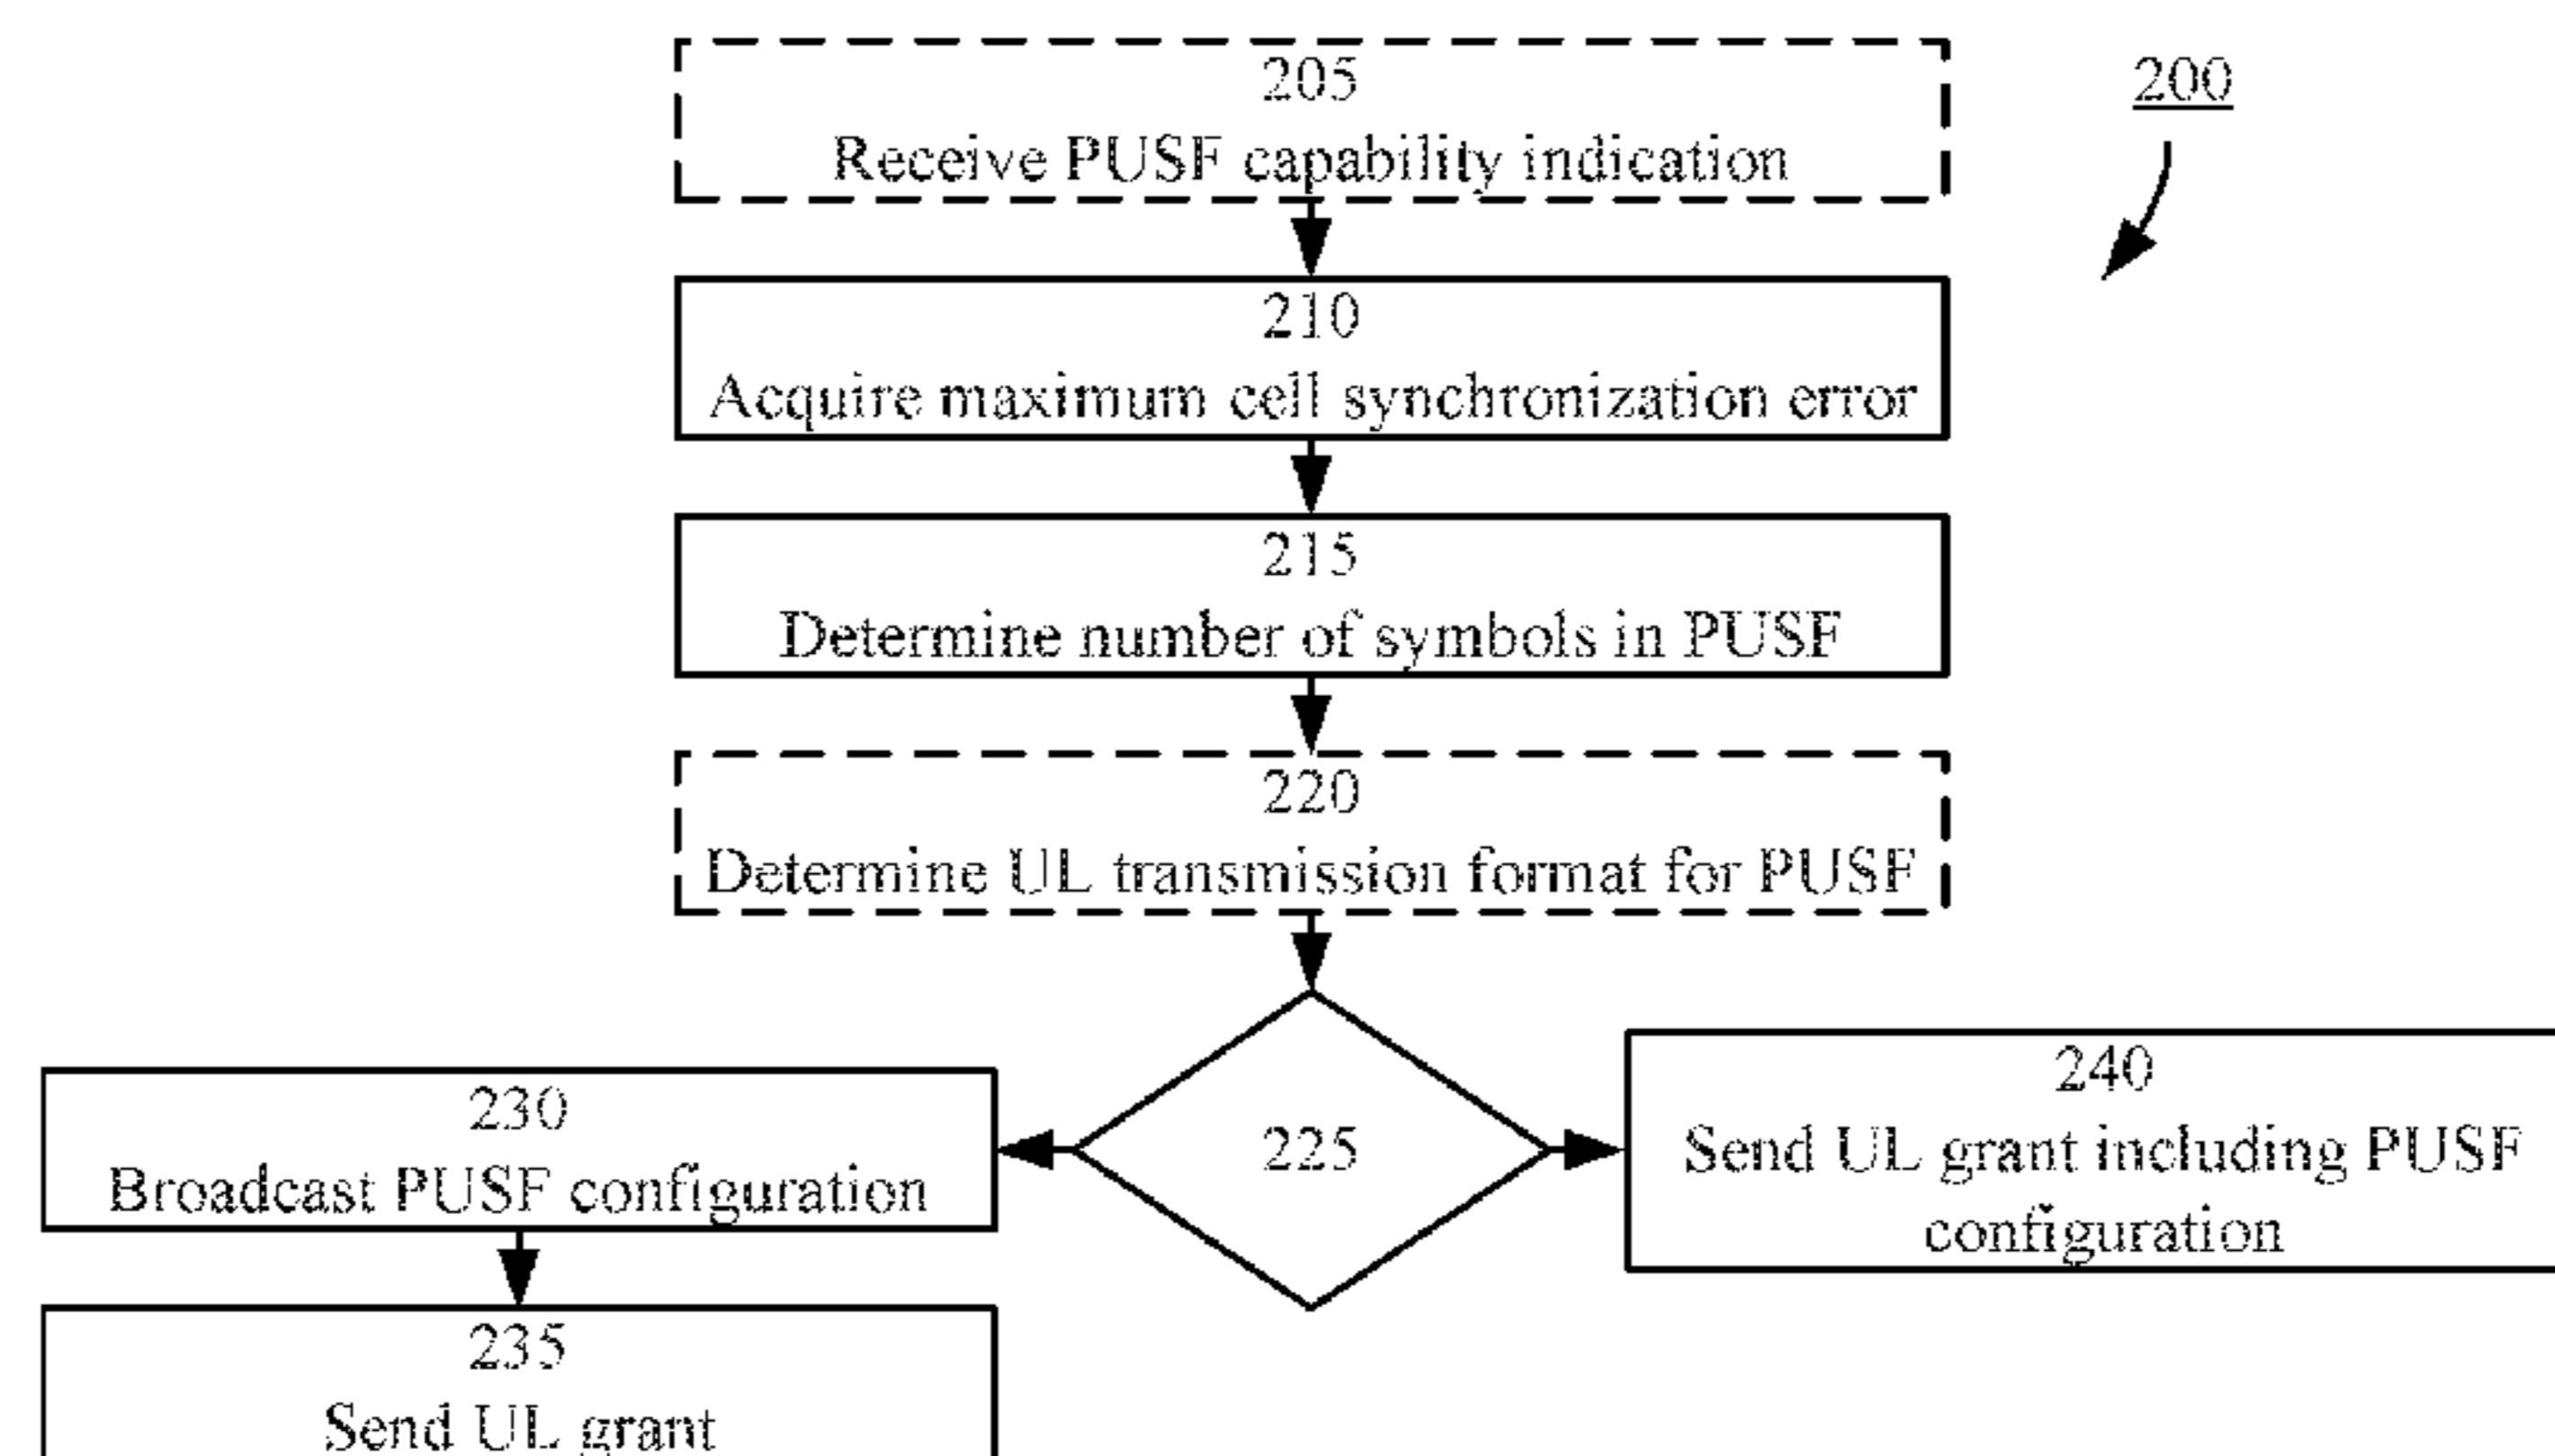 205
Receive PUSF capability indication
200
210
Acquire maximum cell synchronization error
215
Determine number of symbols in PUSF
220
Determine UL transmission format for PUSF
225
230
Broadcast PUSF configuration
240
Send UL grant including PUSF
configuration
235
Send UL grant